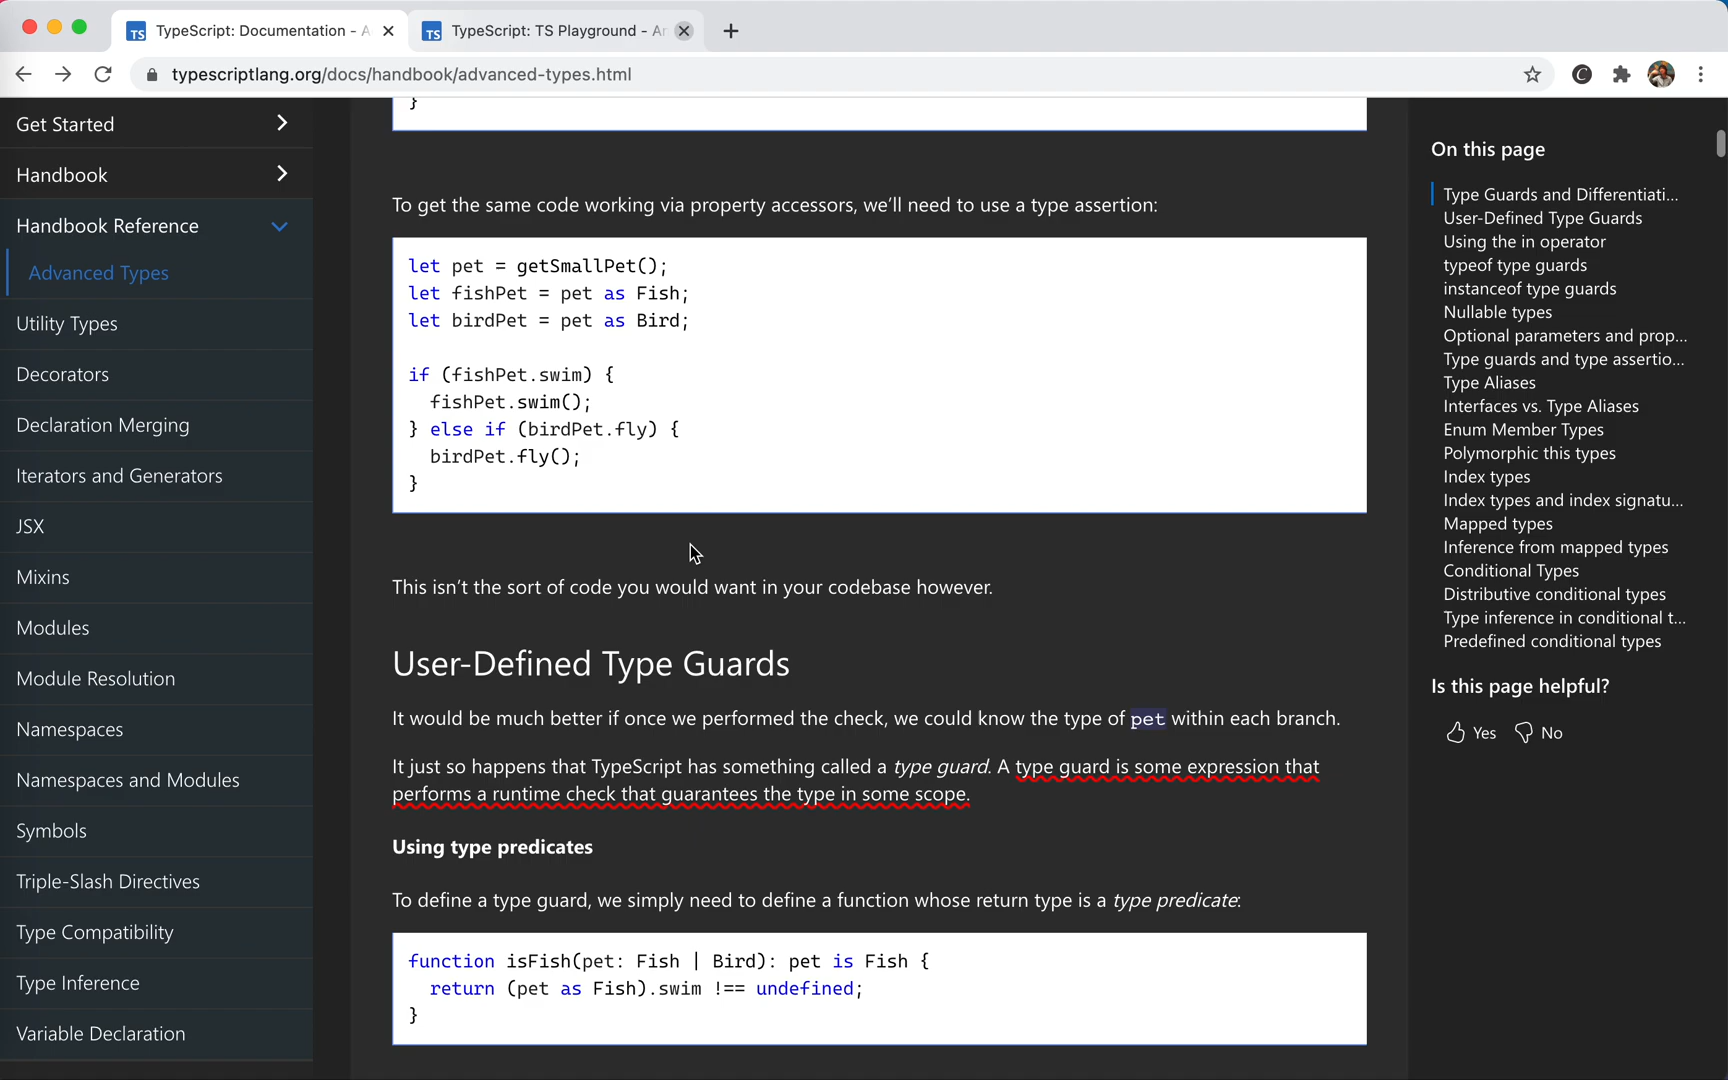 TypeScript: Documentation - A
TypeScript: TS Playground - Ar
typescriptlang.org/docs/handbook/advanced-types.html
Get Started
Handbook
Handbook Reference
Advanced Types
Utility Types
Decorators
Declaration Merging
Iterators and Generators
JSX
Mixins
Modules
Module Resolution
Namespaces
Namespaces and Modules
Symbols
Triple-Slash Directives
Type Compatibility
Type Inference
Variable Declaration
}
To get the same code working via property accessors, we’ll need to use a type assertion:
let pet = getSmallPet();
let fishPet = pet as Fish;
let birdPet = pet as Bird;
if (fishPet.swim) {
fishPet.swim();
} else if (birdPet.fly) {
birdPet.fly();
}
This isn’t the sort of code you would want in your codebase however.
User-Defined Type Guards
It would be much better if once we performed the check, we could know the type of pet within each branch.
It just so happens that TypeScript has something called a type guard. A type guard is some expression that
performs a runtime check that guarantees the type in some scope.
Using type predicates
To define a type guard, we simply need to define a function whose return type is a type predicate:
function isFish(pet: Fish | Bird): pet is Fish {
return (pet as Fish).swim !== undefined;
}
On this page
Type Guards and Differentiati...
User-Defined Type Guards
Using the in operator
typeof type guards
instanceof type guards
Nullable types
Optional parameters and prop...
Type guards and type assertio...
Type Aliases
Interfaces vs. Type Aliases
Enum Member Types
Polymorphic this types
Index types
Index types and index signatu...
Mapped types
Inference from mapped types
Conditional Types
Distributive conditional types
Type inference in conditional t...
Predefined conditional types
Is this page helpful?
Yes No